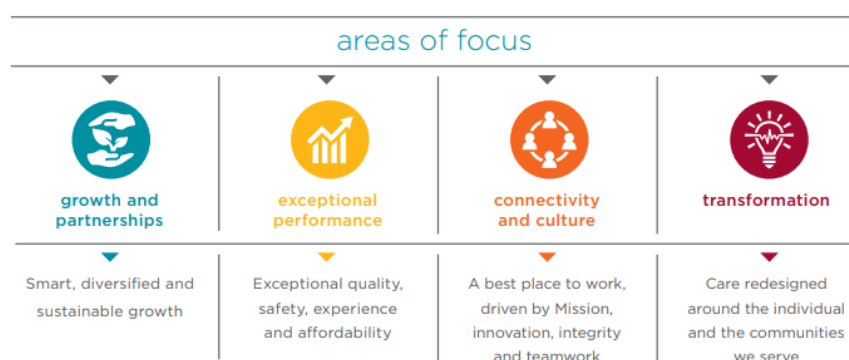 areas of focus
growth and
partnerships
exceptional
performance
connectivity
and culture
transformation
Smart, diversified and
sustainable growth
Exceptional quality,
safety, experience
and affordability
A best place to work,
driven by Mission,
innovation, integrity
and teamwork
Care redesigned
around the individual
and the communities
we serve